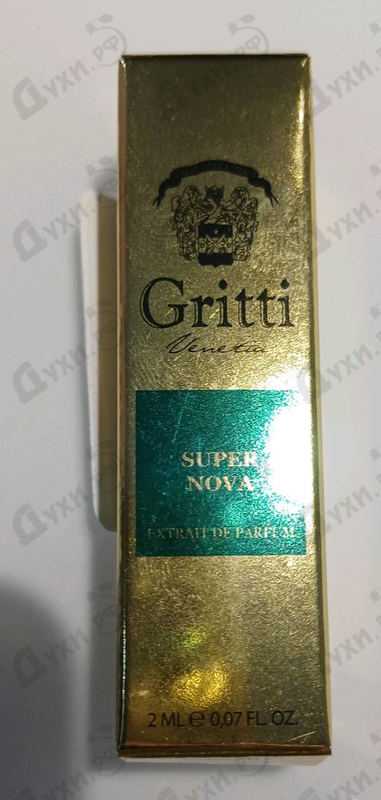 Gritti
Venetia
SUPER
NOVA
EXTRAIT DE PARFUM
2 ML ℮ 0,07 FL. OZ.
Духи.рф